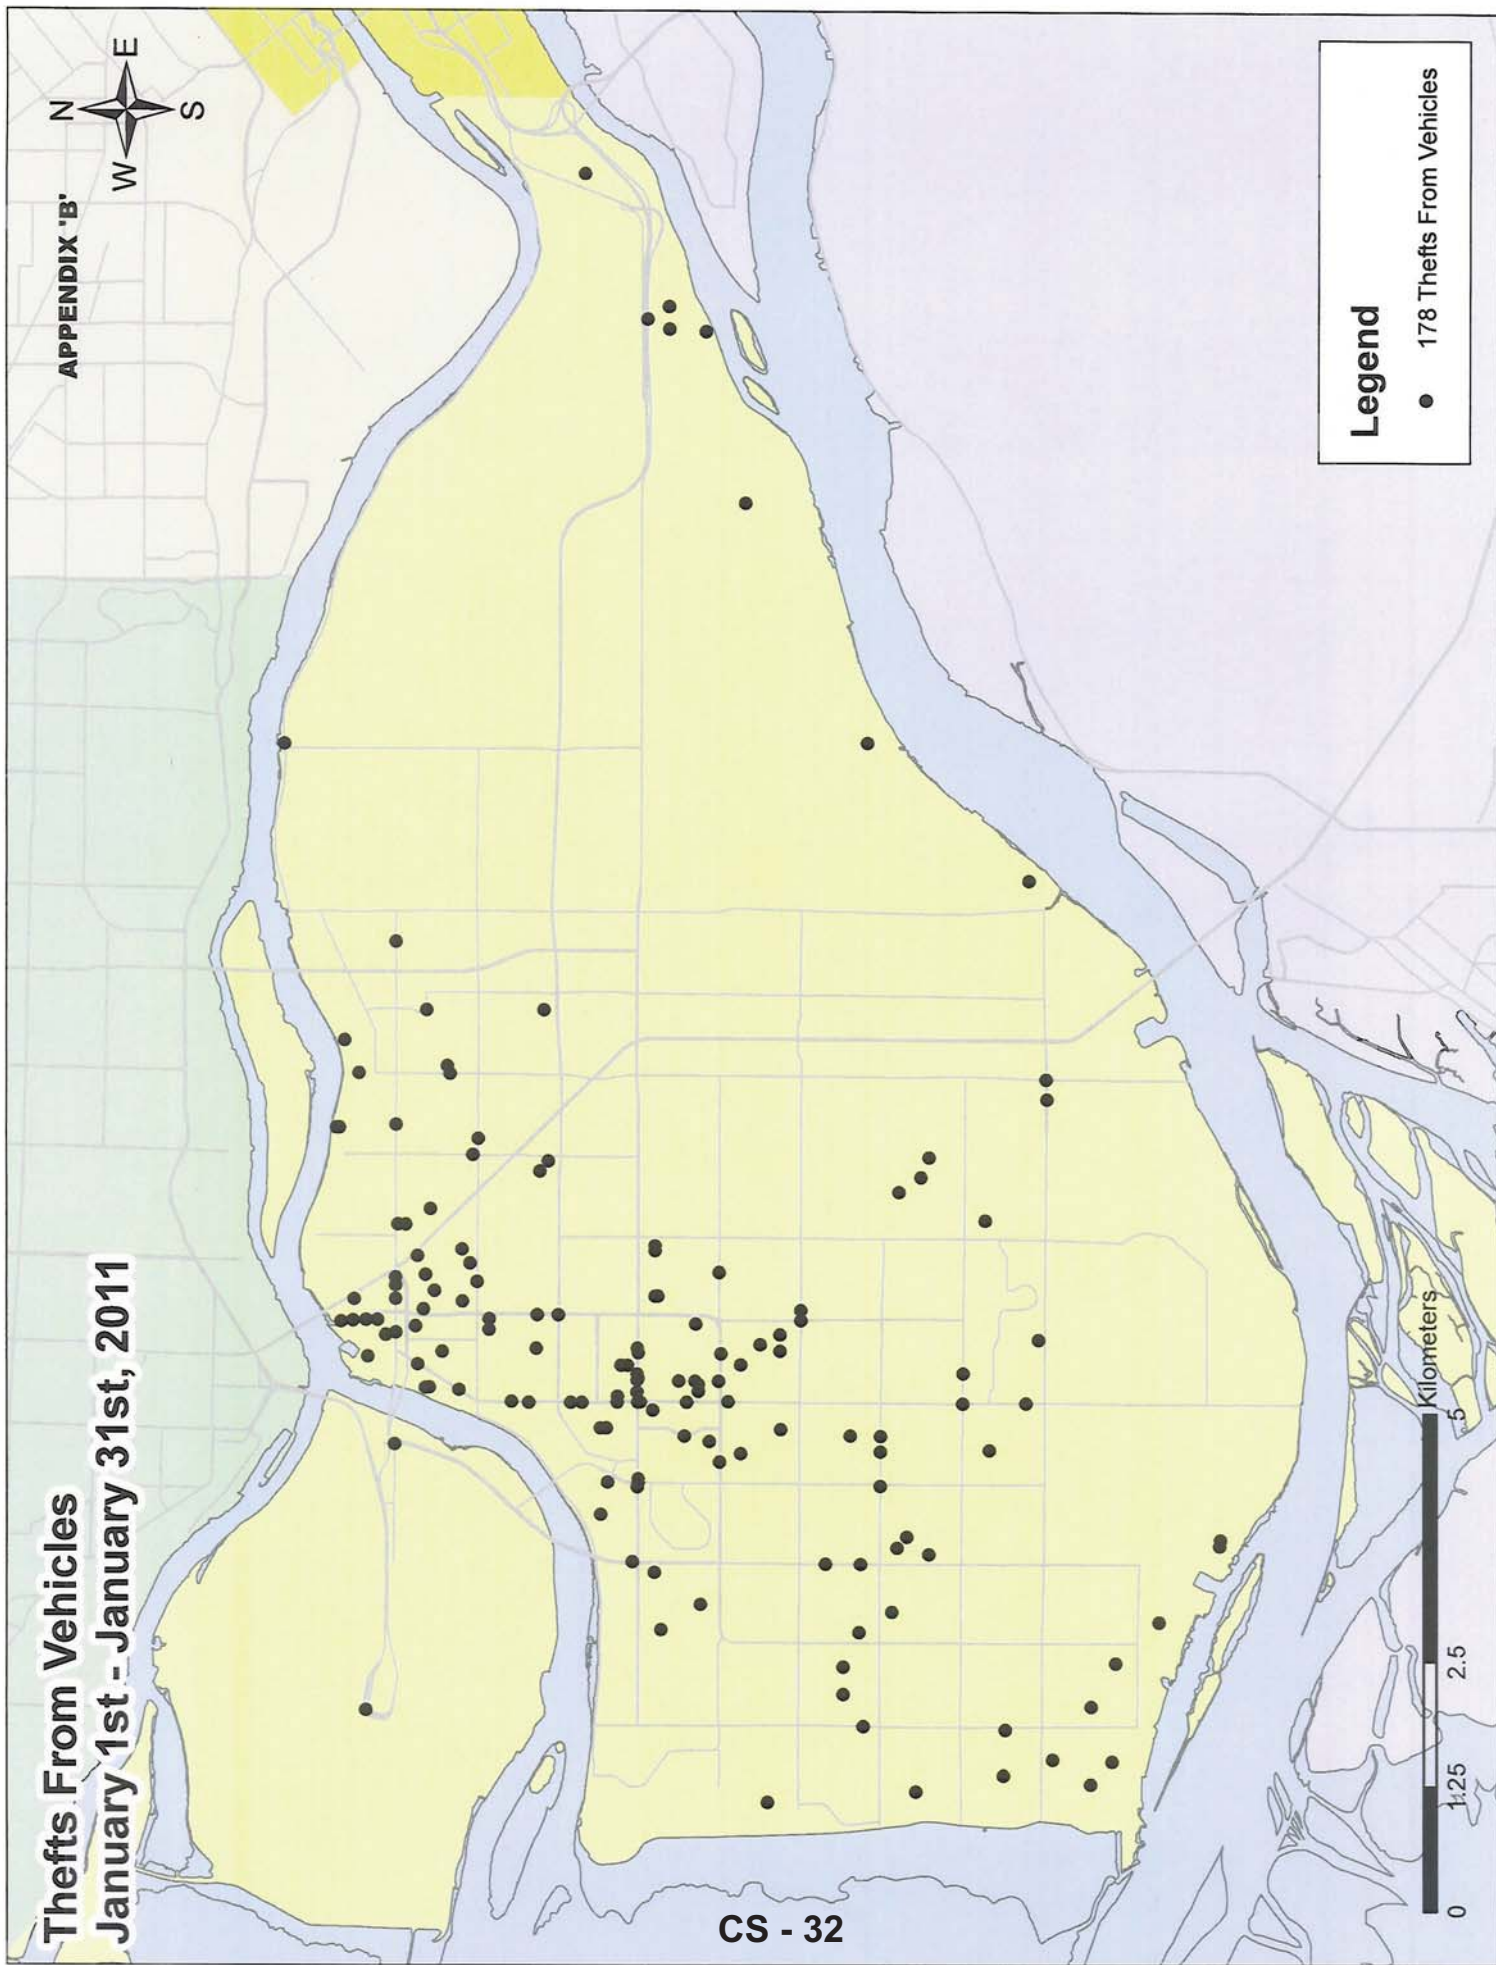 Thefts From Vehicles
January 1st - January 31st, 2011
APPENDIX 'B'
N
W
E
S
Legend
178 Thefts From Vehicles
Kilometers
0
1.25
2.5
5
CS - 32